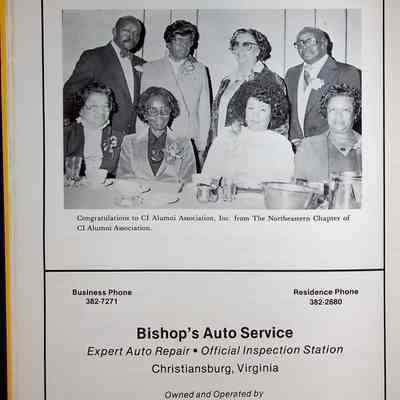 Congratulations to CI Alumni Association, Inc. from The Northeastern Chapter of
CI Alumni Association.
Business Phone
382-7271
Residence Phone
382-2680
Bishop's Auto Service
Expert Auto Repair • Official Inspection Station
Christiansburg, Virginia
Owned and Operated by